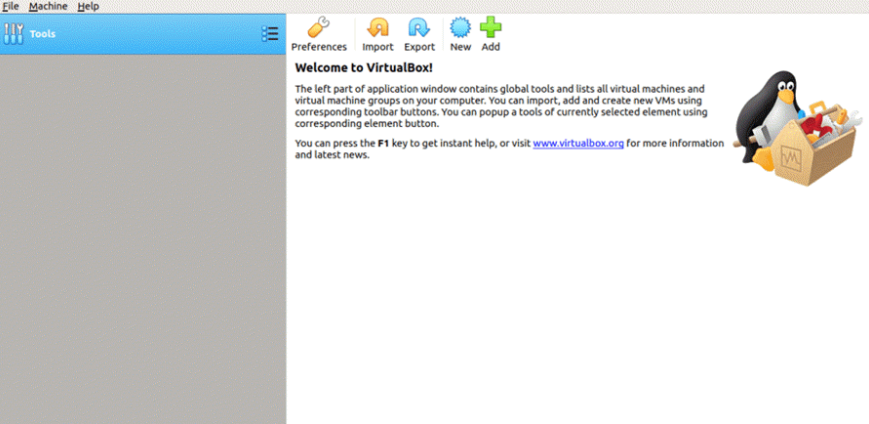 File Machine Help
Tools
Preferences Import Export New Add
Welcome to VirtualBox!
The left part of application window contains global tools and lists all virtual machines and
virtual machine groups on your computer. You can import, add and create new VMs using
corresponding toolbar buttons. You can popup a tools of currently selected element using
corresponding element button.
You can press the F1 key to get instant help, or visit www.virtualbox.org for more information
and latest news.